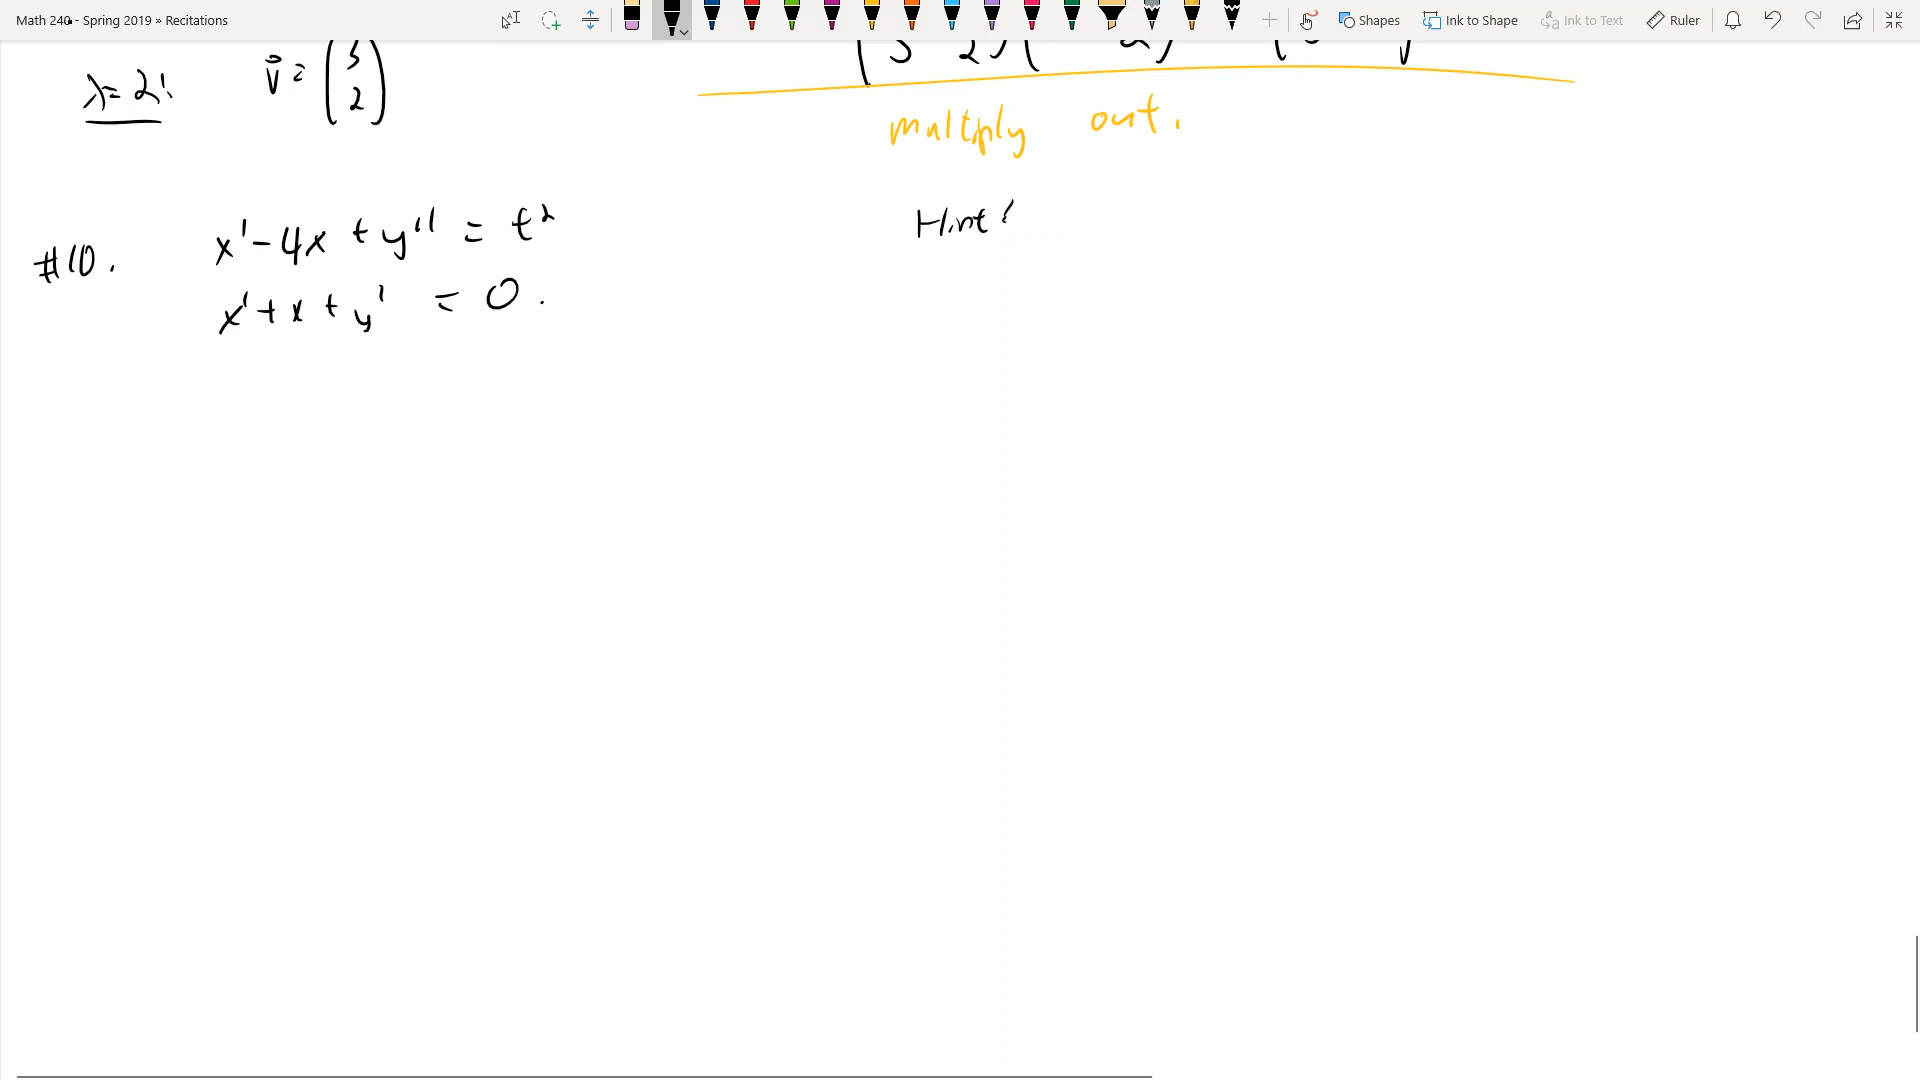 Math 240 - Spring 2019 » Recitations
Shapes
Ink to Shape
Ink to Text
Ruler
λ = 2:
v⃗ = (3
2)
multiply out.
#10.
x' - 4x + y'' = t²
x' + x + y' = 0.
Hint: